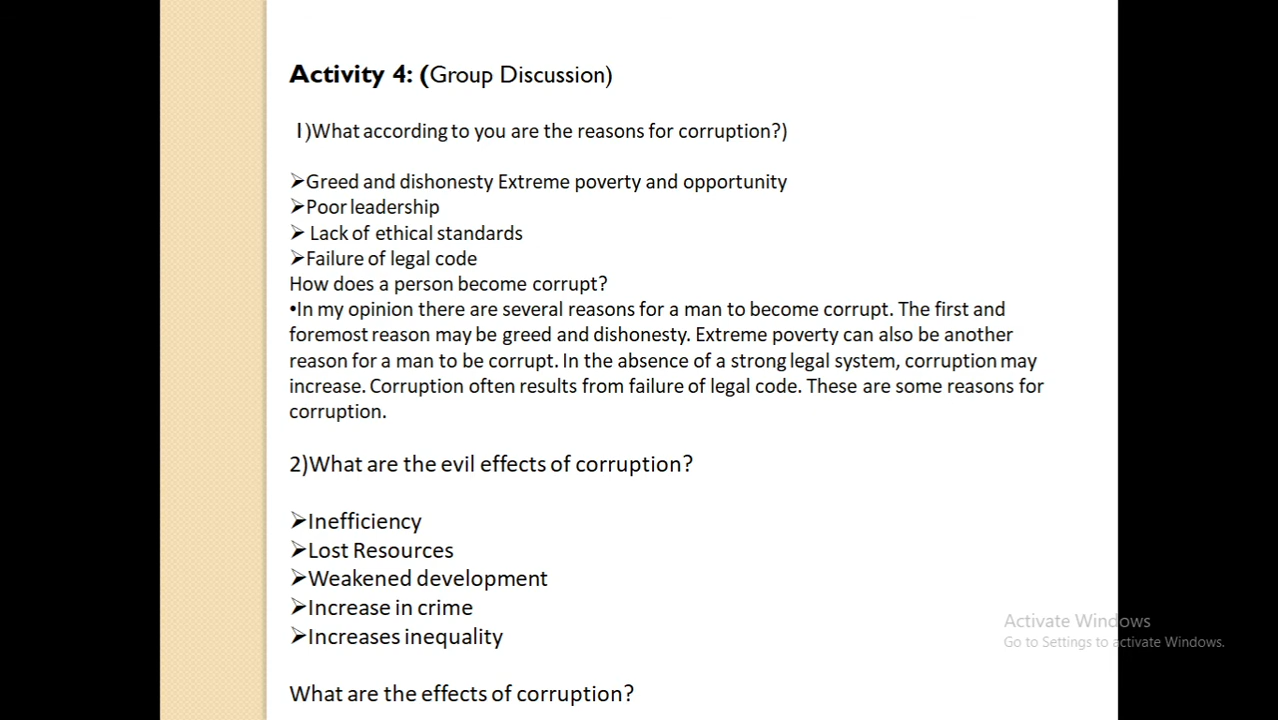 Activity 4: (Group Discussion)
1)What according to you are the reasons for corruption?)
➢Greed and dishonesty Extreme poverty and opportunity
➢Poor leadership
➢ Lack of ethical standards
➢Failure of legal code
How does a person become corrupt?
•In my opinion there are several reasons for a man to become corrupt. The first and
foremost reason may be greed and dishonesty. Extreme poverty can also be another
reason for a man to be corrupt. In the absence of a strong legal system, corruption may
increase. Corruption often results from failure of legal code. These are some reasons for
corruption.
2)What are the evil effects of corruption?
➢Inefficiency
➢Lost Resources
➢Weakened development
➢Increase in crime
➢Increases inequality
What are the effects of corruption?
Activate Windows
Go to Settings to activate Windows.